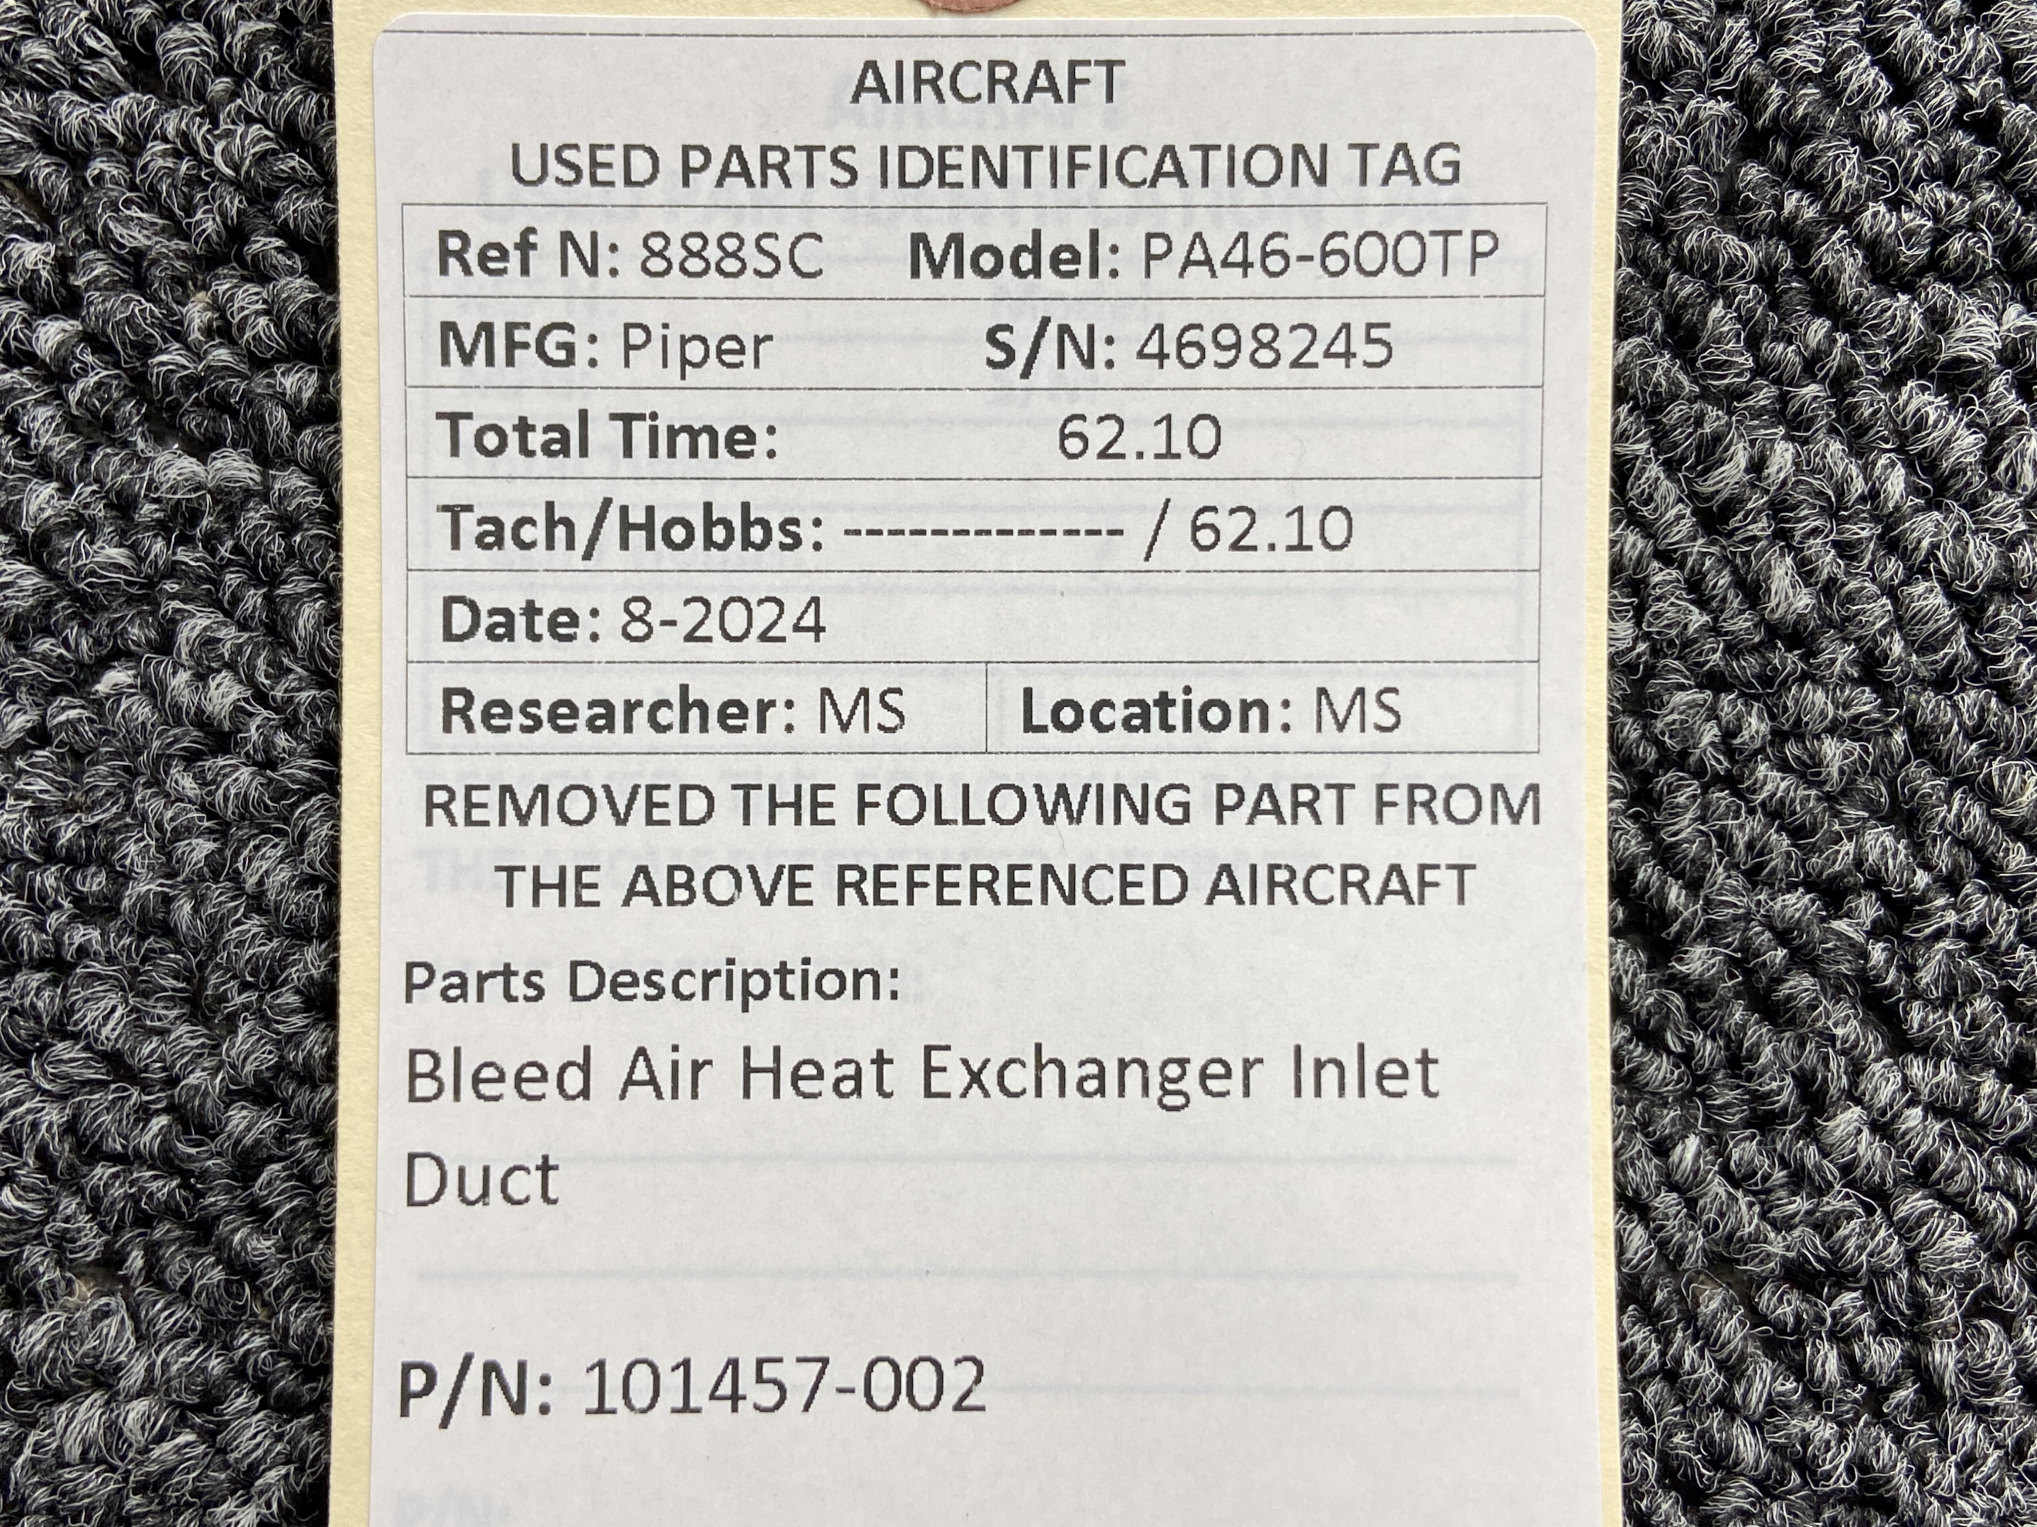 AIRCRAFT
USED PARTS IDENTIFICATION TAG
Ref N: 888SC Model: PA46-600TP
MFG: Piper S/N: 4698245
Total Time: 62.10
Tach/Hobbs: ------------- / 62.10
Date: 8-2024
Researcher: MS Location: MS
REMOVED THE FOLLOWING PART FROM
THE ABOVE REFERENCED AIRCRAFT
Parts Description:
Bleed Air Heat Exchanger Inlet
Duct
P/N: 101457-002